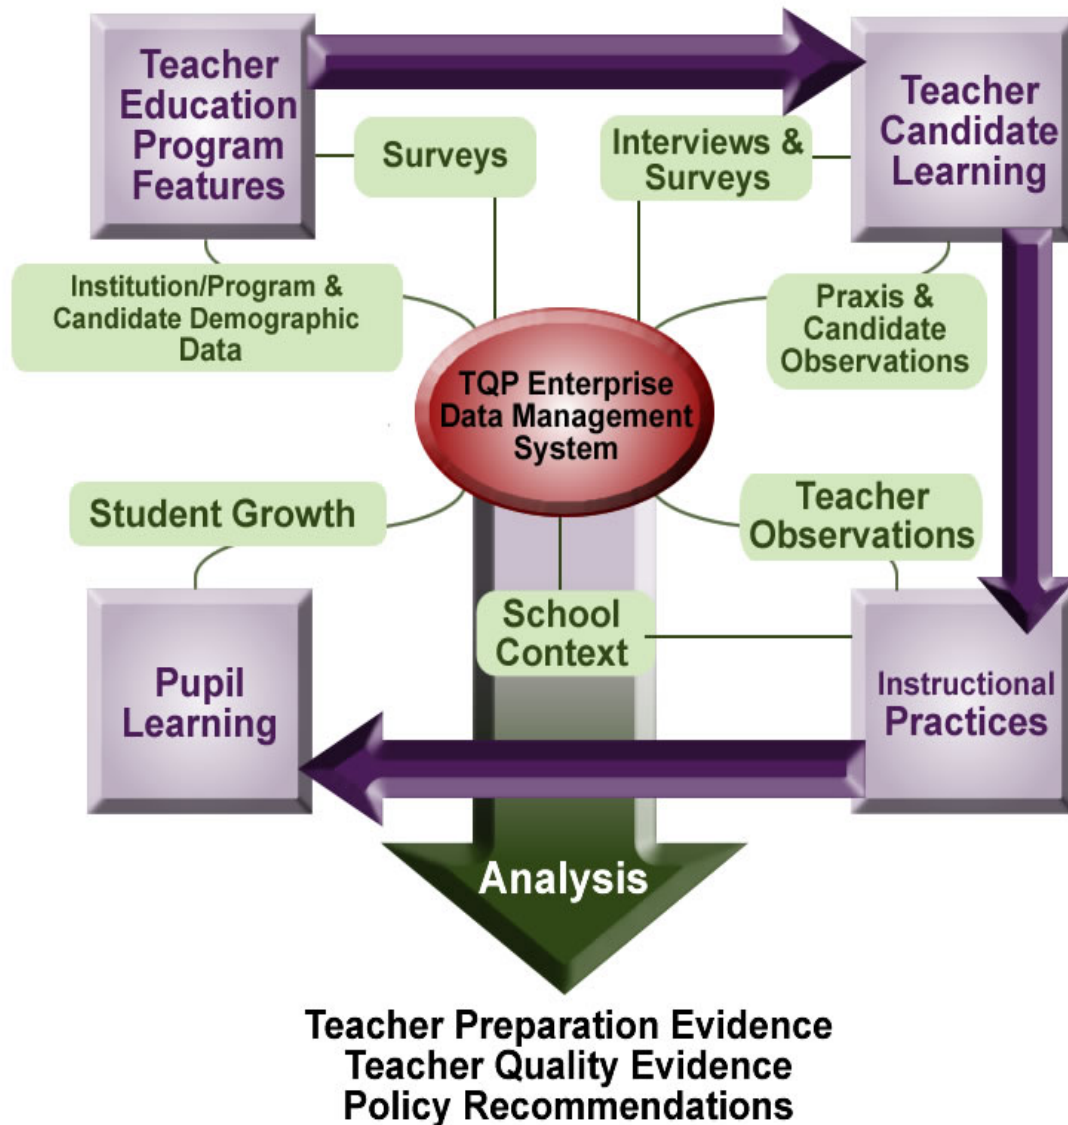 Teacher
Education
Program
Features
Surveys
Interviews &
Surveys
Teacher
Candidate
Learning
Institution/Program &
Candidate Demographic
Data
Praxis &
Candidate
Observations
TQP Enterprise
Data Management
System
Student Growth
Teacher
Observations
School
Context
Pupil
Learning
Instructional
Practices
Analysis
Teacher Preparation Evidence
Teacher Quality Evidence
Policy Recommendations